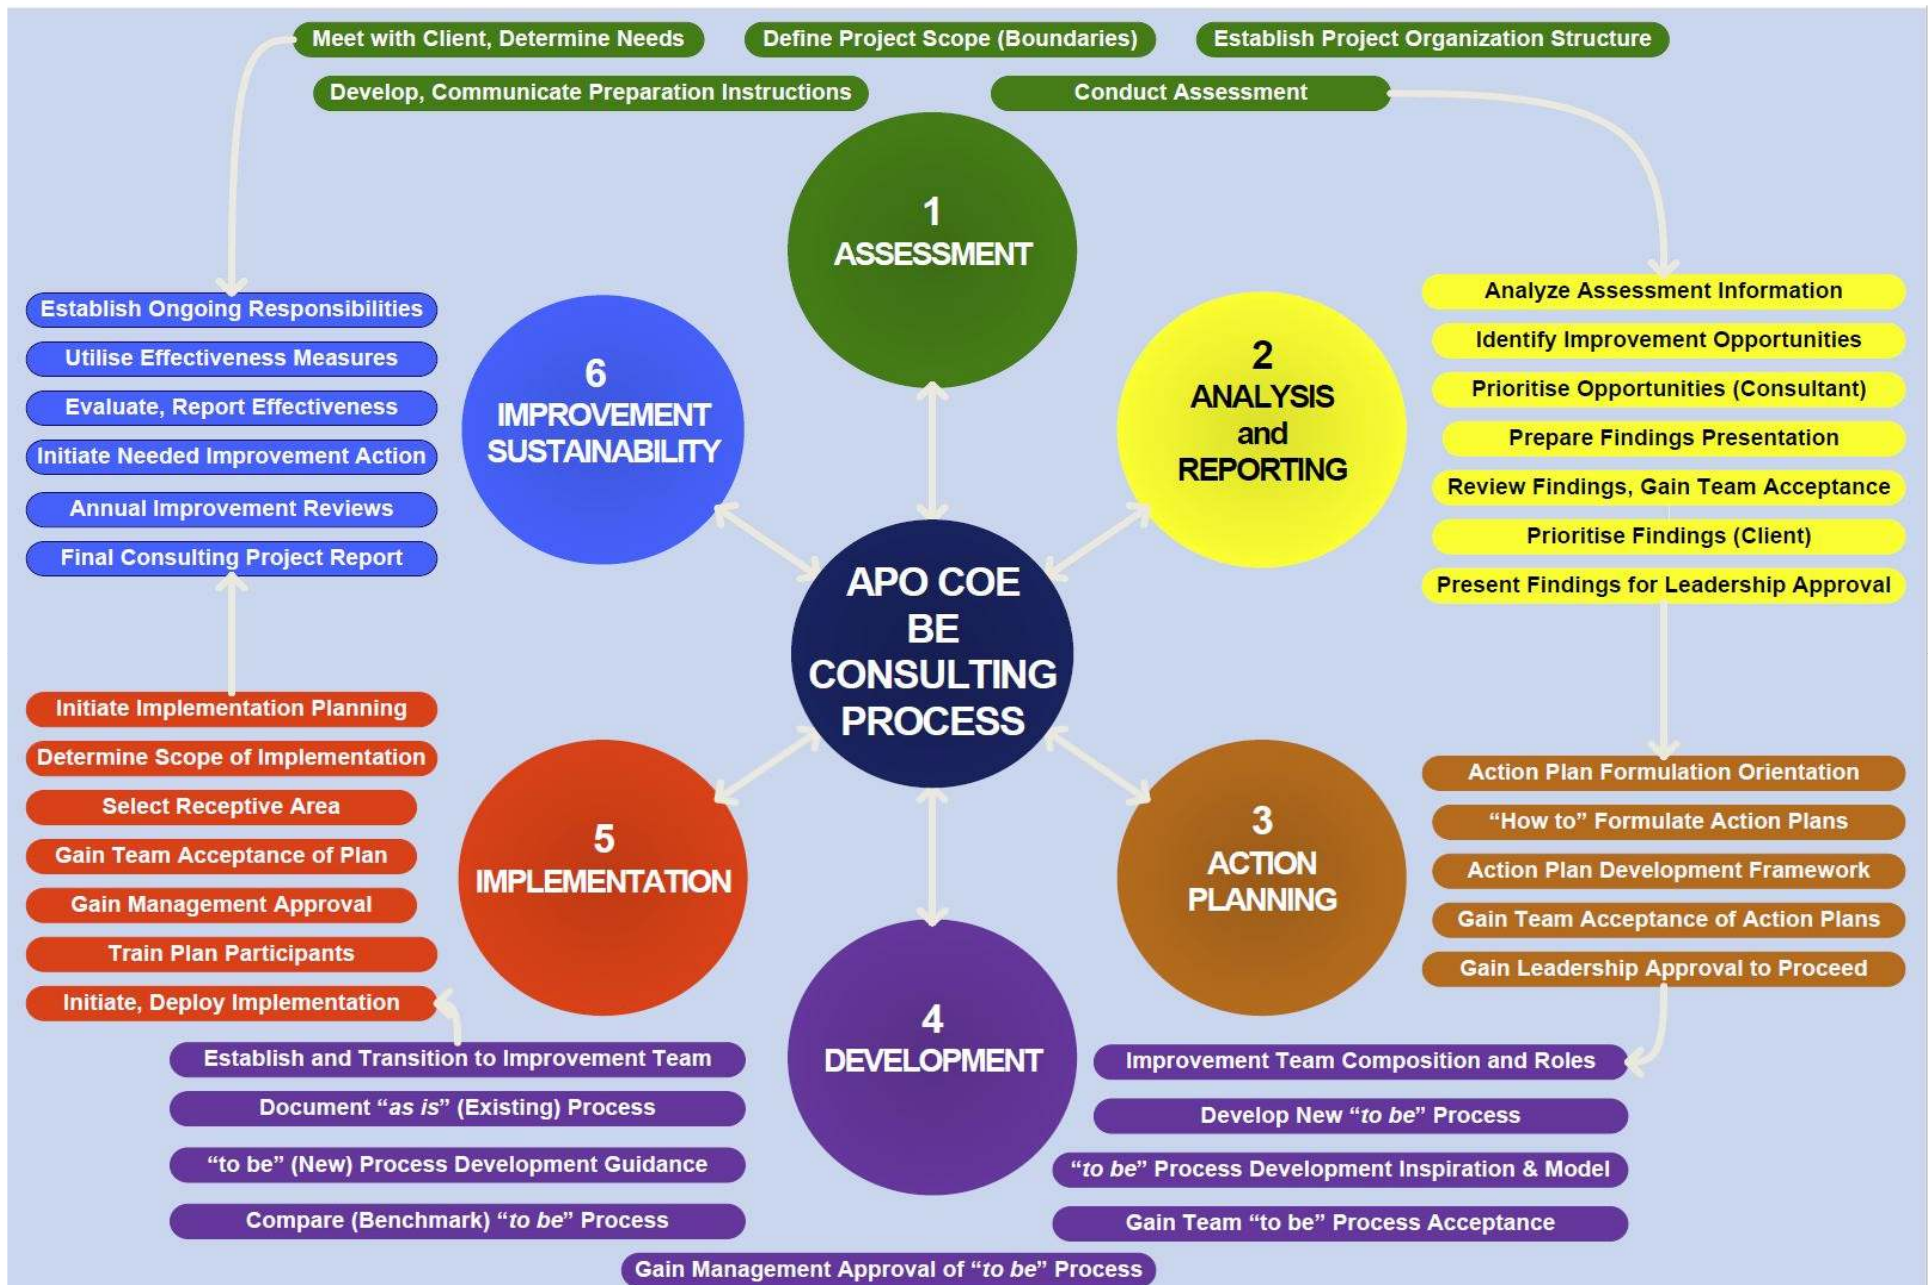 Meet with Client, Determine Needs
Define Project Scope (Boundaries)
Establish Project Organization Structure
Develop, Communicate Preparation Instructions
Conduct Assessment
1
ASSESSMENT
2
ANALYSIS
and
REPORTING
Analyze Assessment Information
Identify Improvement Opportunities
Prioritise Opportunities (Consultant)
Prepare Findings Presentation
Review Findings, Gain Team Acceptance
Prioritise Findings (Client)
Present Findings for Leadership Approval
3
ACTION
PLANNING
Action Plan Formulation Orientation
“How to” Formulate Action Plans
Action Plan Development Framework
Gain Team Acceptance of Action Plans
Gain Leadership Approval to Proceed
4
DEVELOPMENT
Improvement Team Composition and Roles
Develop New “to be” Process
“to be” Process Development Inspiration & Model
Gain Team “to be” Process Acceptance
Establish and Transition to Improvement Team
Document “as is” (Existing) Process
“to be” (New) Process Development Guidance
Compare (Benchmark) “to be” Process
Gain Management Approval of “to be” Process
5
IMPLEMENTATION
Initiate Implementation Planning
Determine Scope of Implementation
Select Receptive Area
Gain Team Acceptance of Plan
Gain Management Approval
Train Plan Participants
Initiate, Deploy Implementation
6
IMPROVEMENT
SUSTAINABILITY
Establish Ongoing Responsibilities
Utilise Effectiveness Measures
Evaluate, Report Effectiveness
Initiate Needed Improvement Action
Annual Improvement Reviews
Final Consulting Project Report
APO COE
BE
CONSULTING
PROCESS